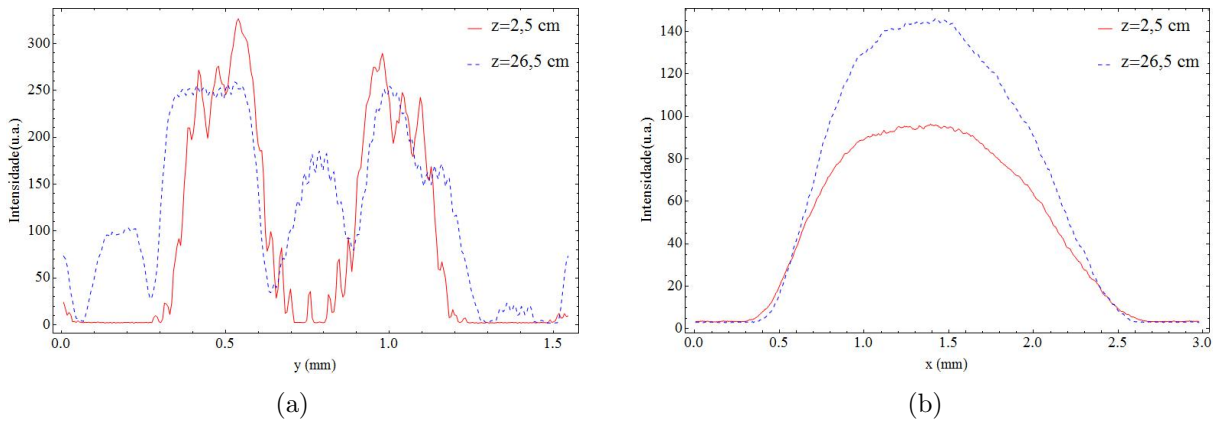 z=2,5 cm
z=26,5 cm
300
250
200
150
100
50
0
Intensidade(u.a.)
0.0 0.5 1.0 1.5
y (mm)
(a)
z=2,5 cm
z=26,5 cm
140
120
100
80
60
40
20
0
Intensidade(u.a.)
0.0 0.5 1.0 1.5 2.0 2.5 3.0
x (mm)
(b)